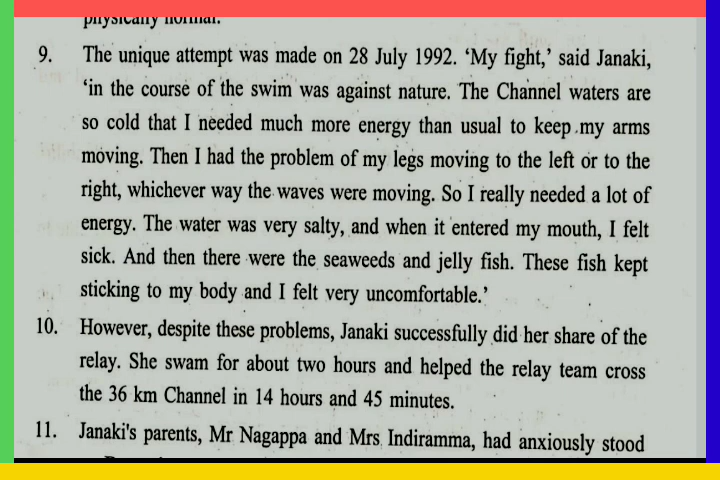 physically normal.
9. The unique attempt was made on 28 July 1992. ‘My fight,’ said Janaki,
‘in the course of the swim was against nature. The Channel waters are
so cold that I needed much more energy than usual to keep my arms
moving. Then I had the problem of my legs moving to the left or to the
right, whichever way the waves were moving. So I really needed a lot of
energy. The water was very salty, and when it entered my mouth, I felt
sick. And then there were the seaweeds and jelly fish. These fish kept
sticking to my body and I felt very uncomfortable.’
10. However, despite these problems, Janaki successfully did her share of the
relay. She swam for about two hours and helped the relay team cross
the 36 km Channel in 14 hours and 45 minutes.
11. Janaki's parents, Mr Nagappa and Mrs Indiramma, had anxiously stood